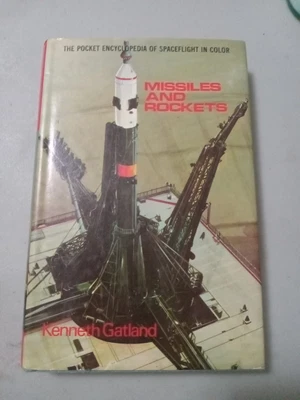 THE POCKET ENCYCLOPEDIA OF SPACEFLIGHT IN COLOR
MISSILES
AND
ROCKETS
Kenneth Gatland